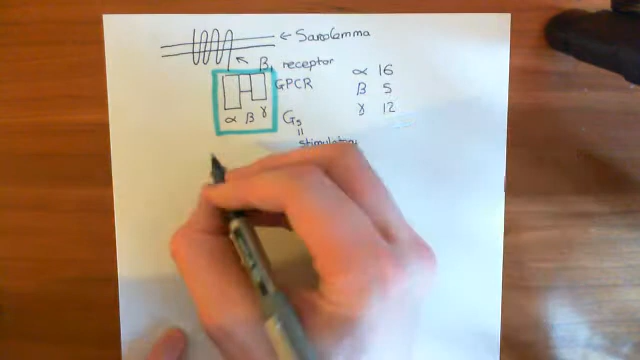 ← Sarcolemma
β₁ receptor
GPCR
α 16
β 5
γ 12
α β γ
Gs
=
stimulatory